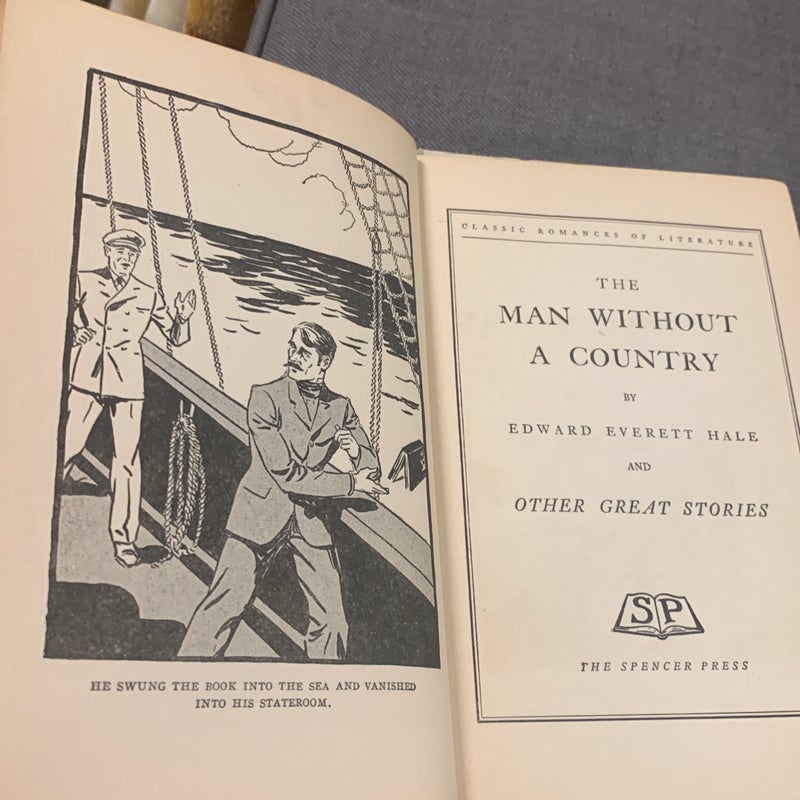 HE SWUNG THE BOOK INTO THE SEA AND VANISHED
INTO HIS STATEROOM.
CLASSIC ROMANCES OF LITERATURE
THE
MAN WITHOUT
A COUNTRY
BY
EDWARD EVERETT HALE
AND
OTHER GREAT STORIES
SP
THE SPENCER PRESS